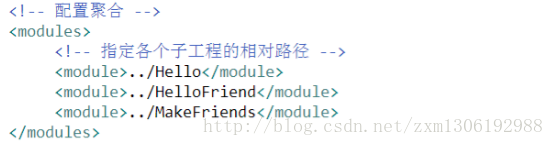 <!-- 配置聚合 -->
<modules>
<!-- 指定各个子工程的相对路径 -->
<module>../Hello</module>
<module>../HelloFriend</module>
<module>../MakeFriends</module>
</modules>
http://blog.csdn.net/zxm1306192988